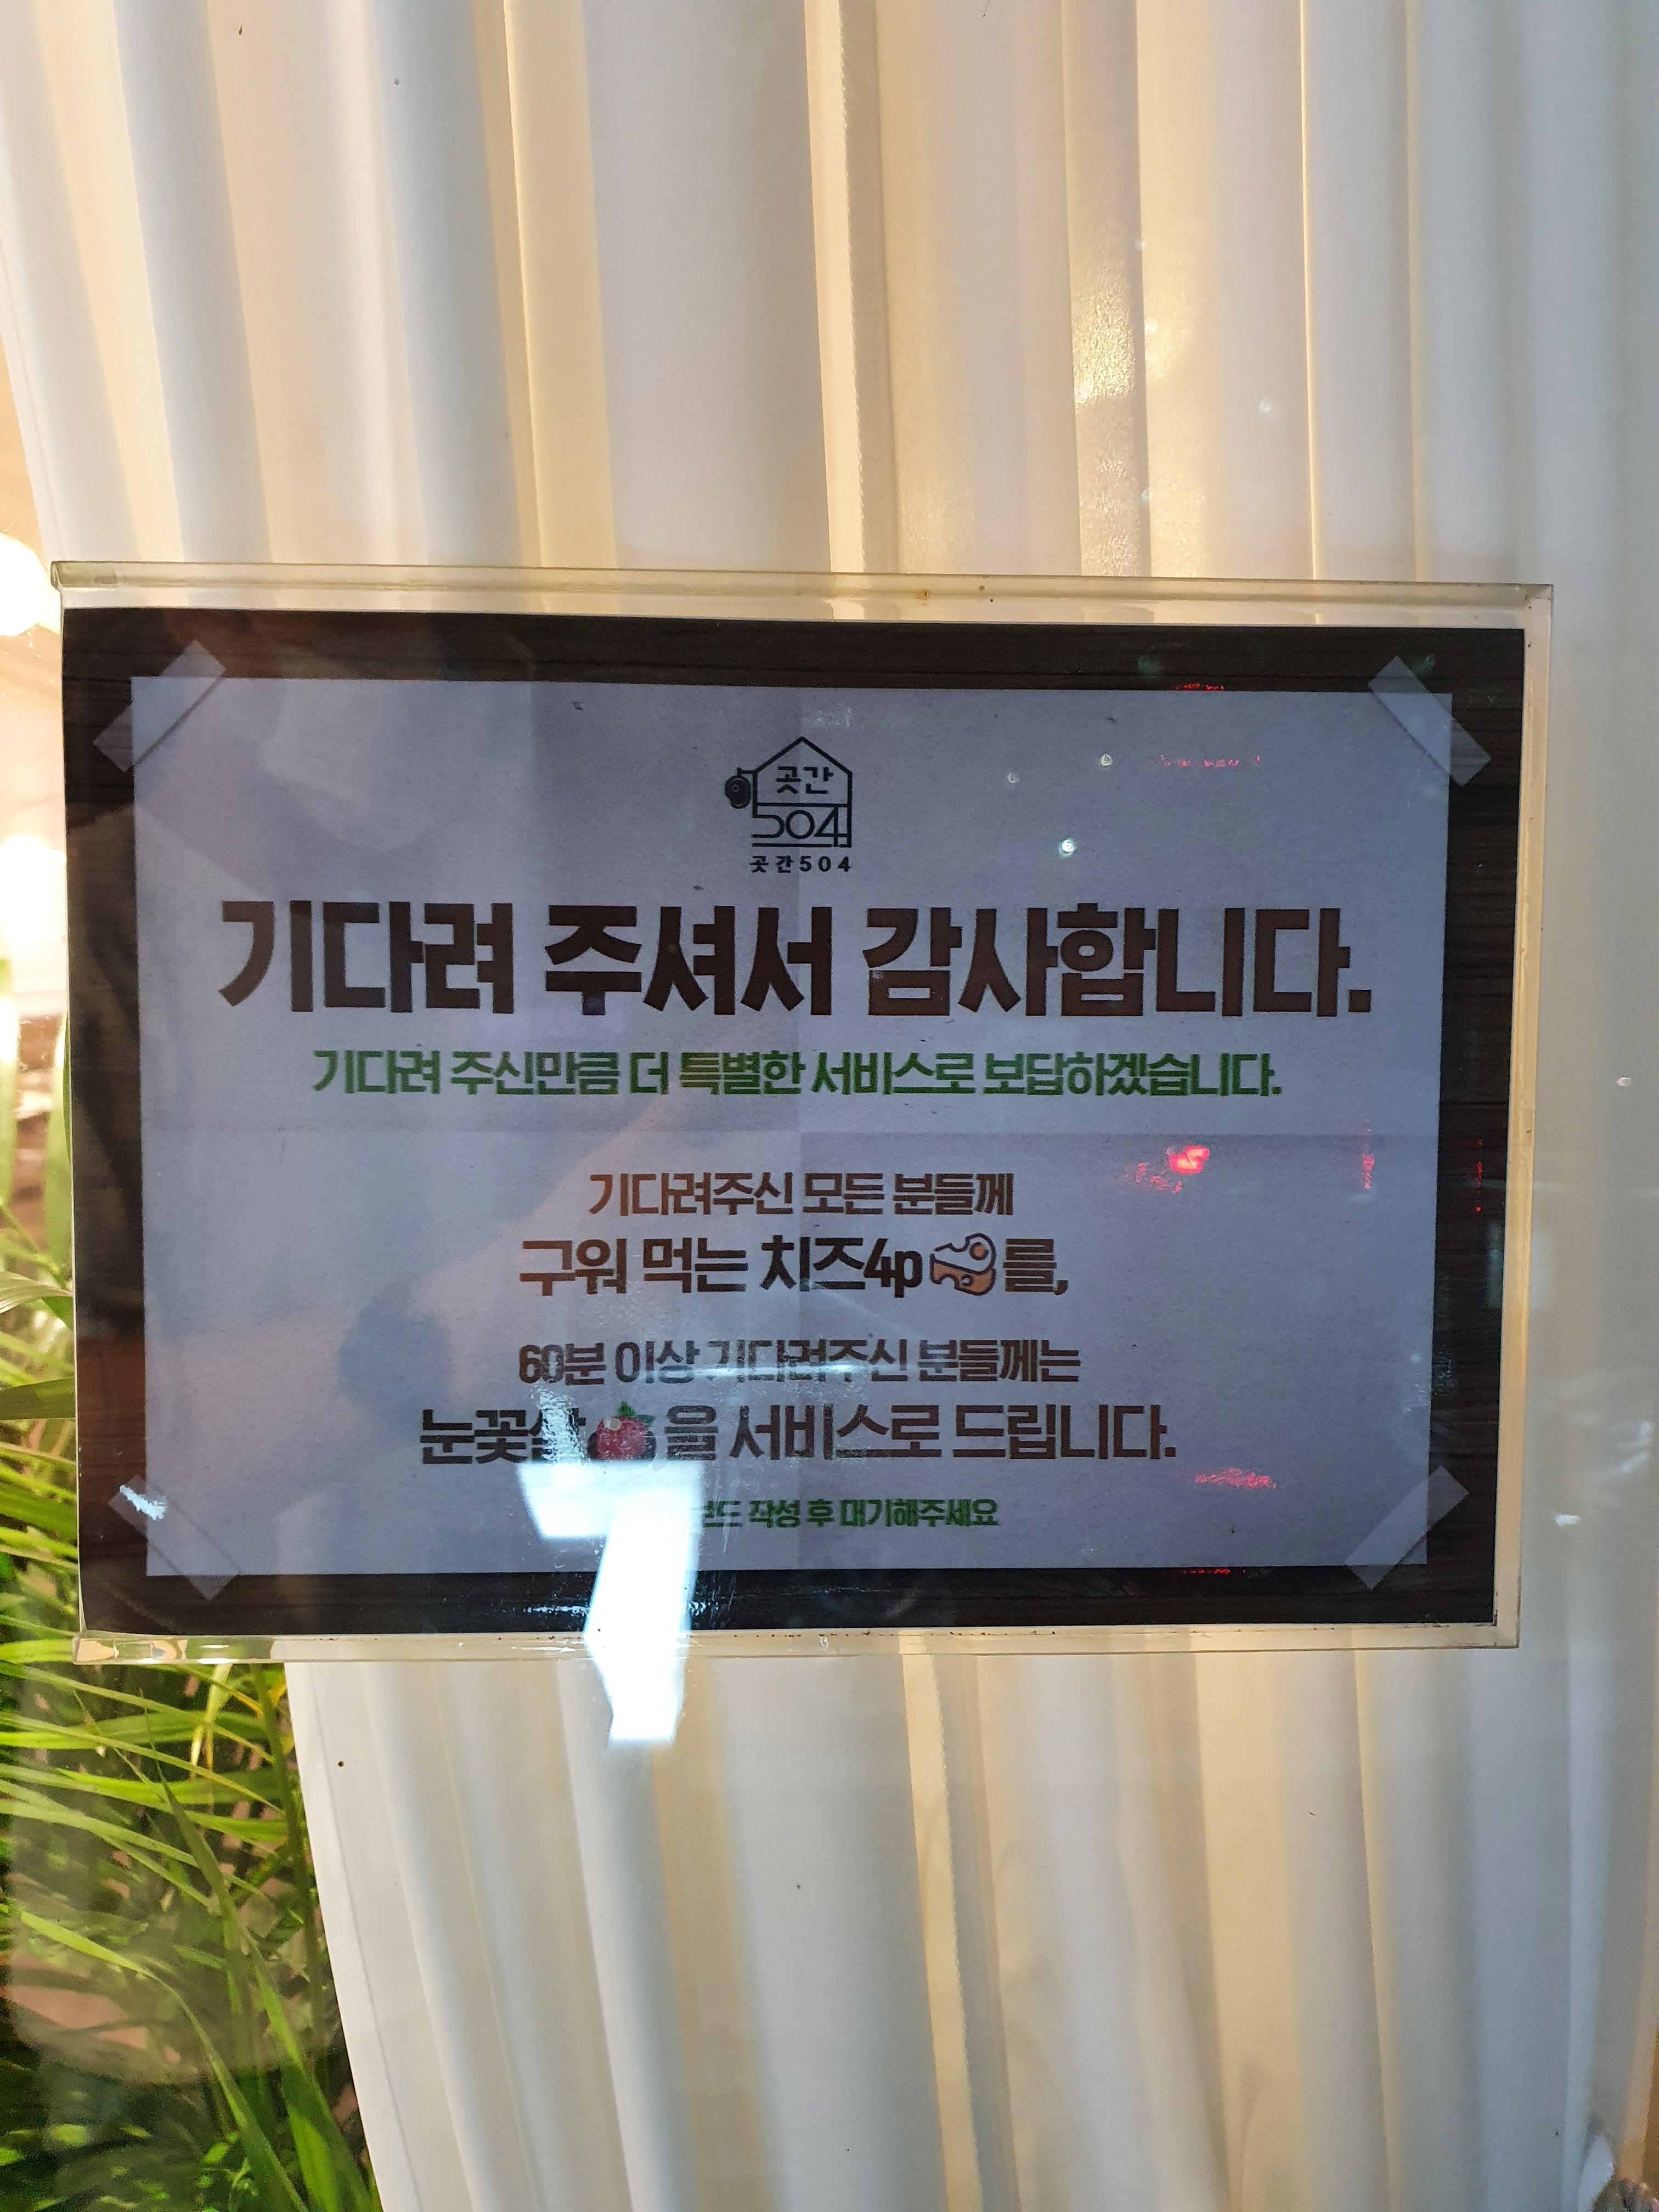 곳간
504
곳간504
기다려 주셔서 감사합니다.
기다려 주신만큼 더 특별한 서비스로 보답하겠습니다.
기다려주신 모든 분들께
구워 먹는 치즈4p를,
60분 이상 기다려주신 분들께는
눈꽃살을 서비스로 드립니다.
작성 후 대기해주세요